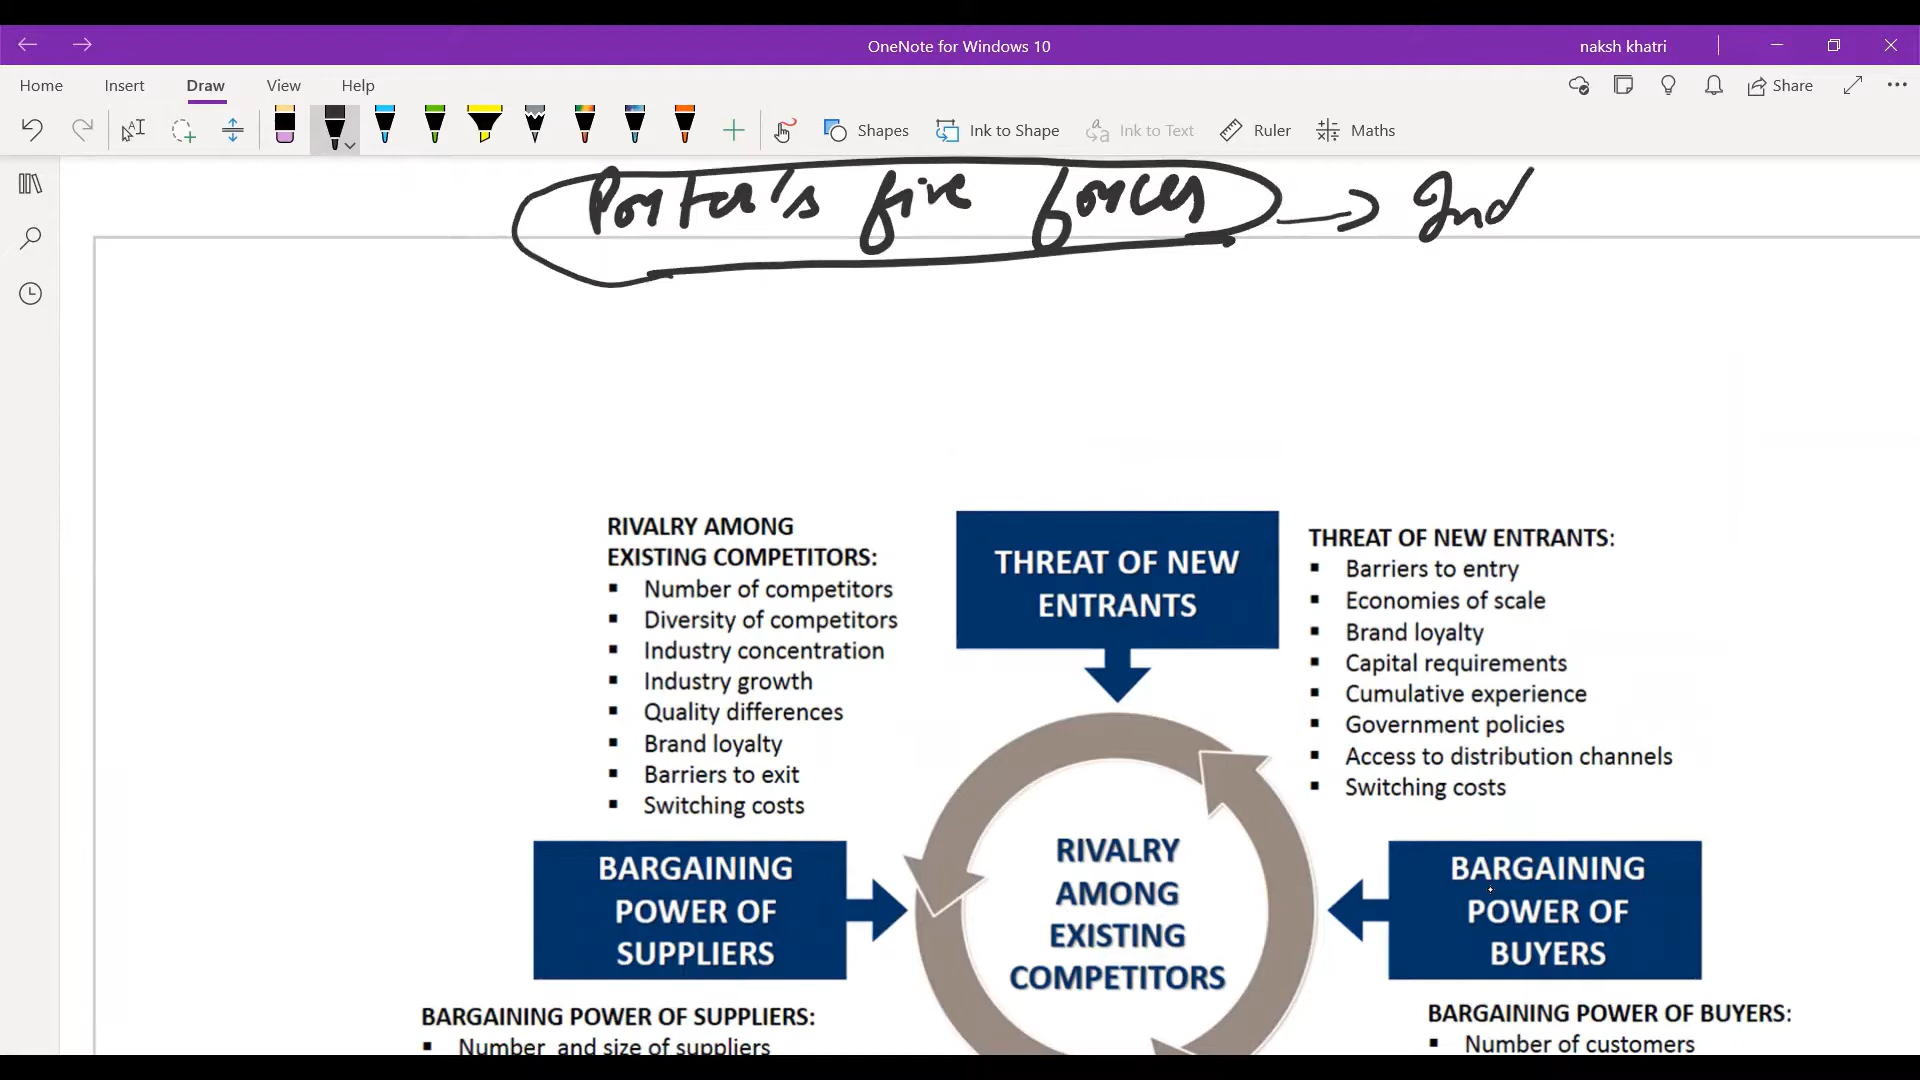 OneNote for Windows 10
naksh khatri
Home Insert Draw View Help
Share
Shapes Ink to Shape Ink to Text Ruler Maths
Porter's five forces → Ind
RIVALRY AMONG
EXISTING COMPETITORS:
▪ Number of competitors
▪ Diversity of competitors
▪ Industry concentration
▪ Industry growth
▪ Quality differences
▪ Brand loyalty
▪ Barriers to exit
▪ Switching costs
THREAT OF NEW
ENTRANTS
THREAT OF NEW ENTRANTS:
▪ Barriers to entry
▪ Economies of scale
▪ Brand loyalty
▪ Capital requirements
▪ Cumulative experience
▪ Government policies
▪ Access to distribution channels
▪ Switching costs
BARGAINING
POWER OF
SUPPLIERS
RIVALRY
AMONG
EXISTING
COMPETITORS
BARGAINING
POWER OF
BUYERS
BARGAINING POWER OF SUPPLIERS:
▪ Number and size of suppliers
BARGAINING POWER OF BUYERS:
▪ Number of customers